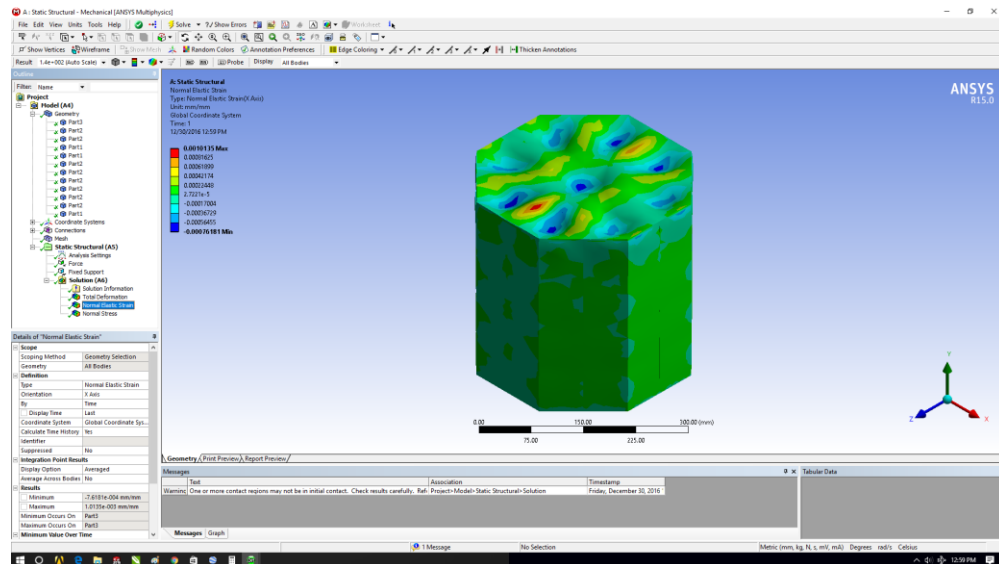 A : Static Structural - Mechanical [ANSYS Multiphysics]
File Edit View Units Tools Help Solve ?/ Show Errors Worksheet
Show Vertices Wireframe Show Mesh Random Colors Annotation Preferences Edge Coloring Thicken Annotations
Result 1.4e+002 (Auto Scale) Probe Display All Bodies
Outline
Filter: Name
Project
Model (A4)
Geometry
Part3
Part2
Part2
Part1
Part1
Part2
Part2
Part2
Part2
Part2
Part1
Coordinate Systems
Connections
Mesh
Static Structural (A5)
Analysis Settings
Force
Fixed Support
Solution (A6)
Solution Information
Total Deformation
Normal Elastic Strain
Normal Stress
Details of "Normal Elastic Strain"
Scope
Scoping Method Geometry Selection
Geometry All Bodies
Definition
Type Normal Elastic Strain
Orientation X Axis
By Time
Display Time Last
Coordinate System Global Coordinate Sys...
Calculate Time History Yes
Identifier
Suppressed No
Integration Point Results
Display Option Averaged
Average Across Bodies No
Results
Minimum -7.6181e-004 mm/mm
Maximum 1.0135e-003 mm/mm
Minimum Occurs On Part3
Maximum Occurs On Part3
Minimum Value Over Time
A: Static Structural
Normal Elastic Strain
Type: Normal Elastic Strain(X Axis)
Unit: mm/mm
Global Coordinate System
Time: 1
12/30/2016 12:59 PM
0.0010135 Max
0.00081625
0.00061899
0.00042174
0.00022448
2.7221e-5
-0.00017004
-0.00036729
-0.00056455
-0.00076181 Min
ANSYS
R15.0
0.00 150.00 300.00 (mm)
75.00 225.00
Y
Z X
Geometry Print Preview Report Preview
Messages
Text Association Timestamp
Warning One or more contact regions may not be in initial contact. Check results carefully. Ref Project>Model>Static Structural>Solution Friday, December 30, 2016
Messages Graph
Tabular Data
1 Message No Selection Metric (mm, kg, N, s, mV, mA) Degrees rad/s Celsius
12:59 PM